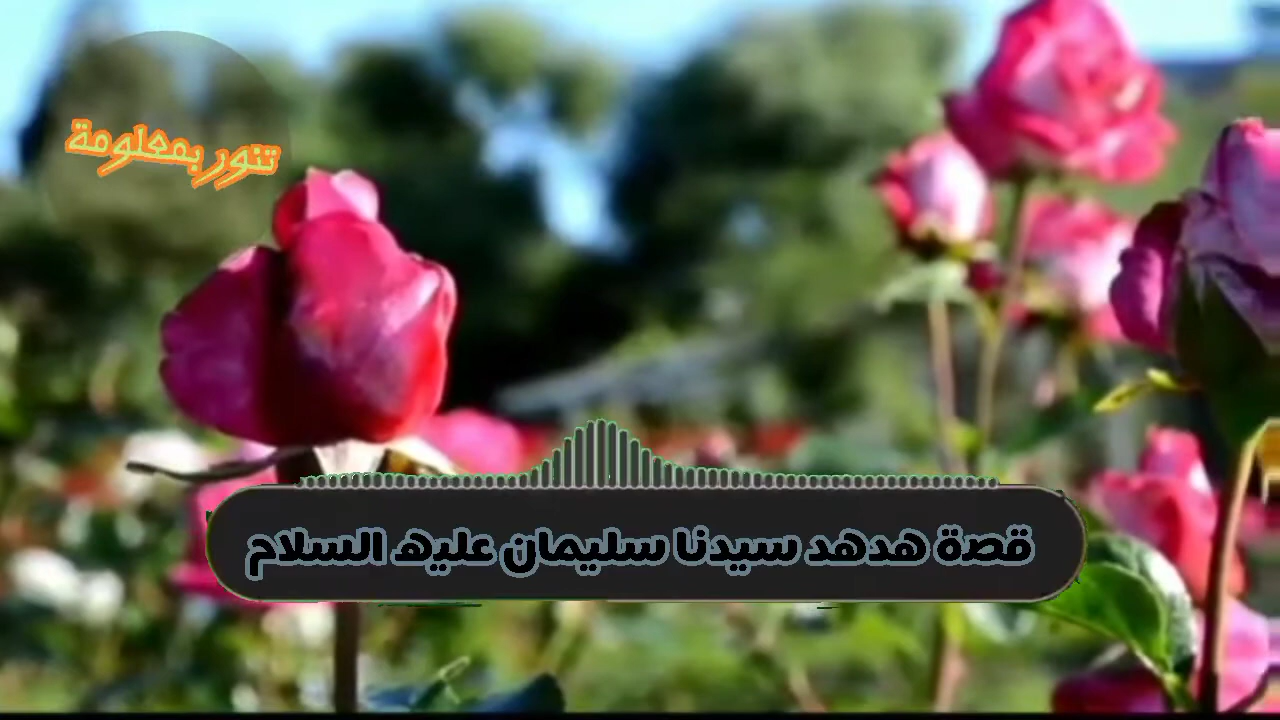 تنور بمعلومة
قصة هدهد سيدنا سليمان عليه السلام